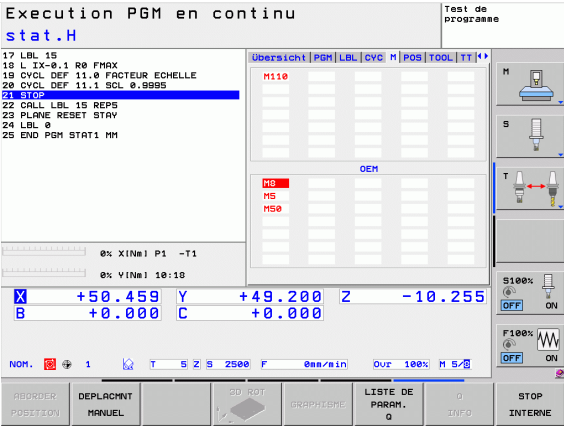 Execution PGM en continu
stat.H
Test de
programme
17 LBL 15
18 L IX-0.1 R0 FMAX
19 CYCL DEF 11.0 FACTEUR ECHELLE
20 CYCL DEF 11.1 SCL 0.9995
21 STOP
22 CALL LBL 15 REP5
23 PLANE RESET STAY
24 LBL 0
25 END PGM STAT1 MM
Übersicht PGM LBL CYC M POS TOOL TT
M110
OEM
M8
M5
M50
0% X[Nm] P1 -T1
0% Y[Nm] 10:18
X +50.459 Y +49.200 Z -10.255
B +0.000 C +0.000
NOM. 1 T 5 Z S 2500 F 0mm/min Ovr 100% M 5/8
M
S
T
S100%
OFF ON
F100%
OFF ON
ABORDER
POSITION
DEPLACMNT
MANUEL
3D ROT
GRAPHISME
LISTE DE
PARAM.
Q
Q
INFO
STOP
INTERNE